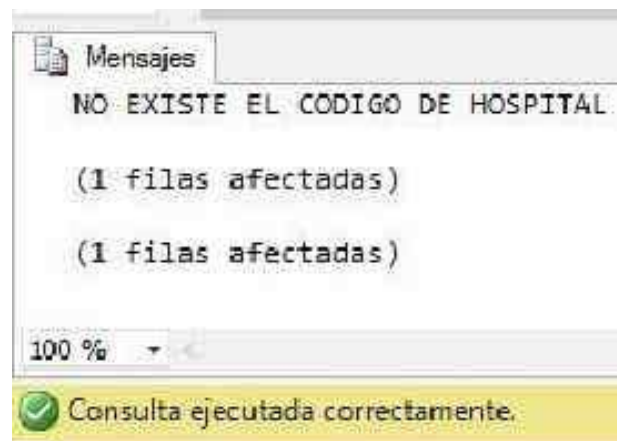 Mensajes
NO EXISTE EL CODIGO DE HOSPITAL
(1 filas afectadas)
(1 filas afectadas)
100 %
Consulta ejecutada correctamente.